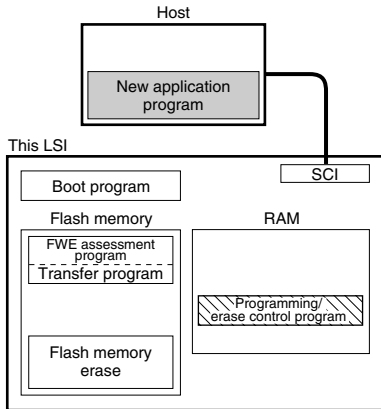 Host
New application
program
This LSI
SCI
Boot program
Flash memory
RAM
FWE assessment
program
Transfer program
Programming/
erase control program
Flash memory
erase